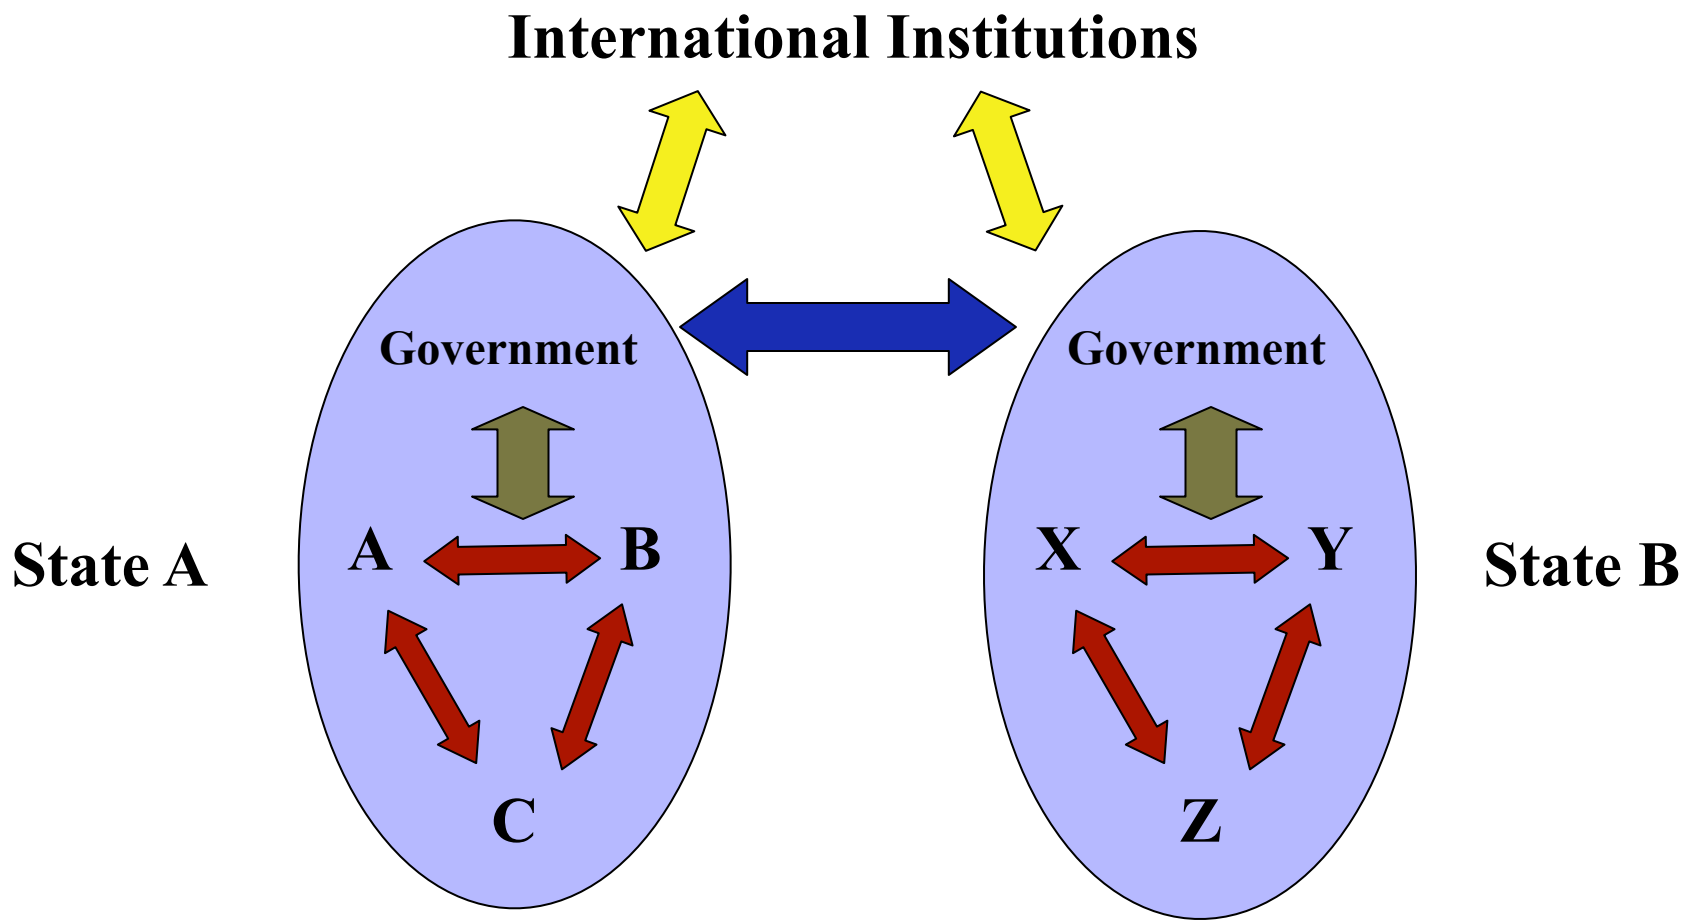 International Institutions
Government
Government
A
B
X
Y
State A
State B
C
Z